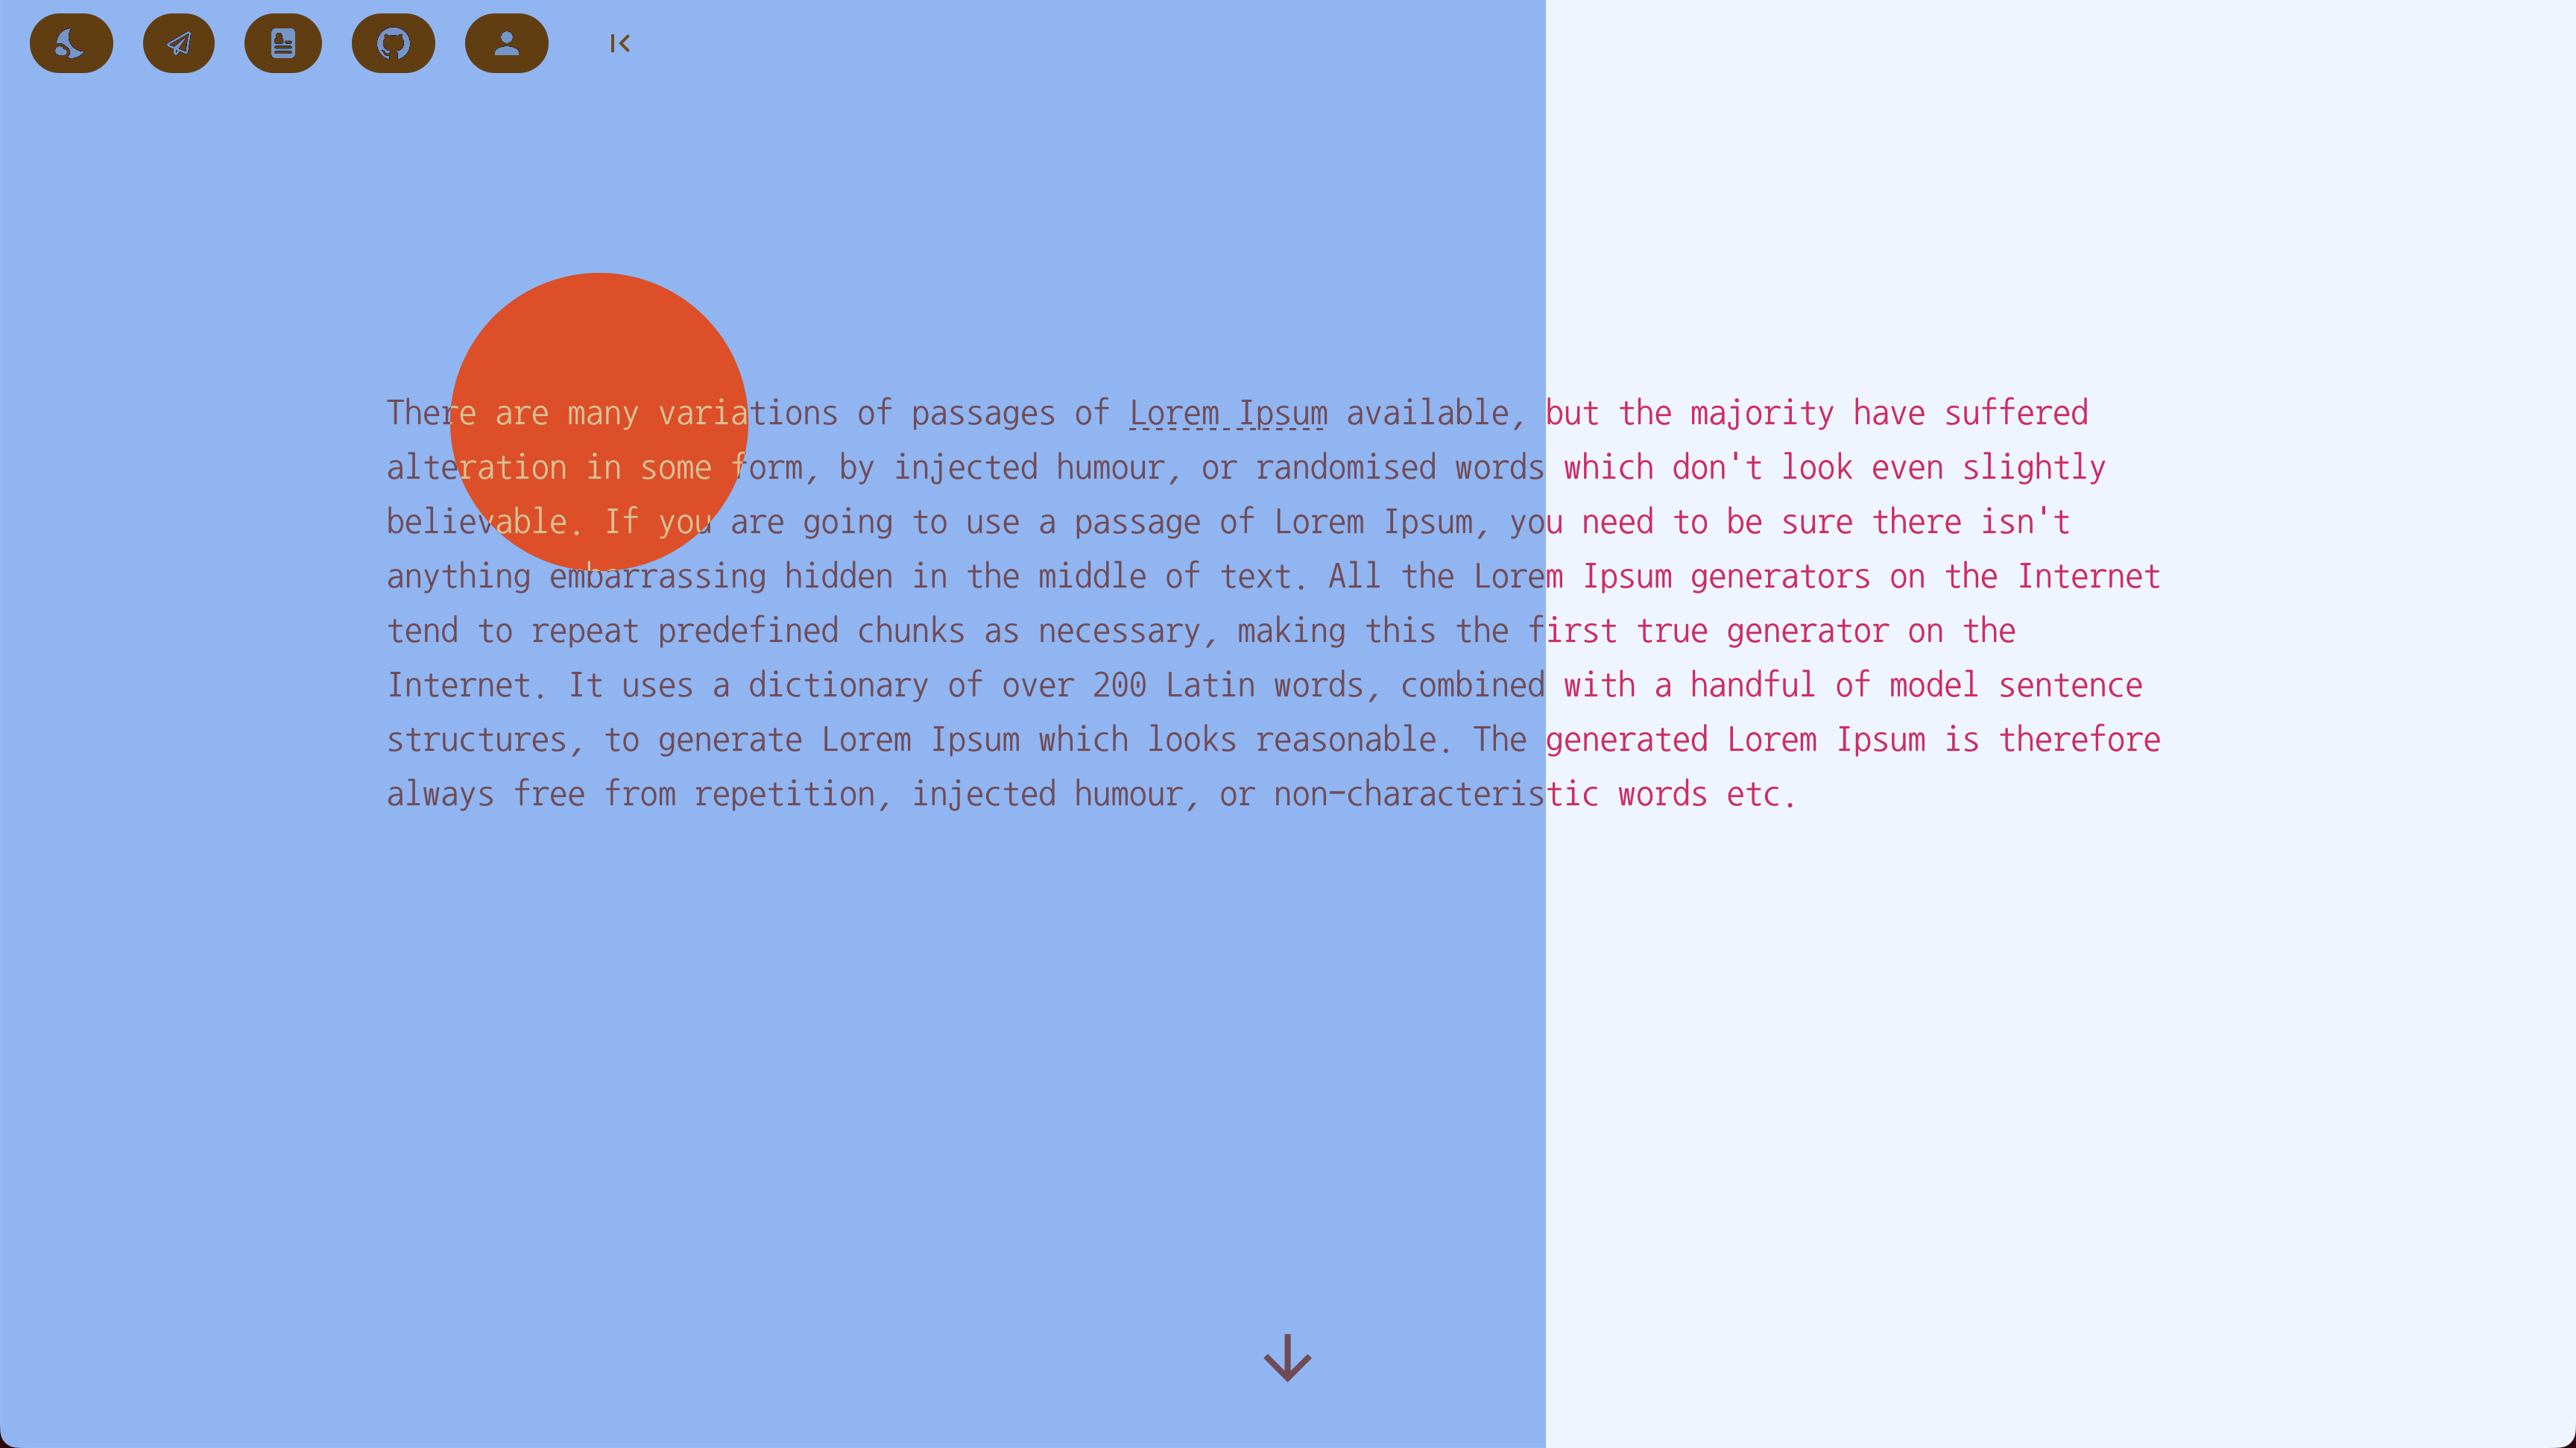 There are many variations of passages of Lorem Ipsum available, but the majority have suffered
alteration in some form, by injected humour, or randomised words which don't look even slightly
believable. If you are going to use a passage of Lorem Ipsum, you need to be sure there isn't
anything embarrassing hidden in the middle of text. All the Lorem Ipsum generators on the Internet
tend to repeat predefined chunks as necessary, making this the first true generator on the
Internet. It uses a dictionary of over 200 Latin words, combined with a handful of model sentence
structures, to generate Lorem Ipsum which looks reasonable. The generated Lorem Ipsum is therefore
always free from repetition, injected humour, or non-characteristic words etc.